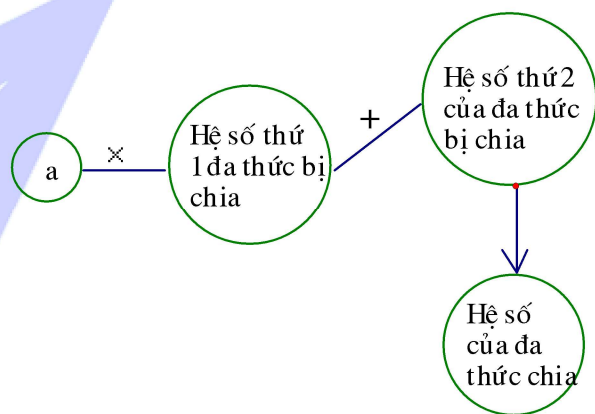 a
×
Hệ số thứ
1 đa thức bị
chia
+
Hệ số thứ 2
của đa thức
bị chia
Hệ số
của đa
thức chia